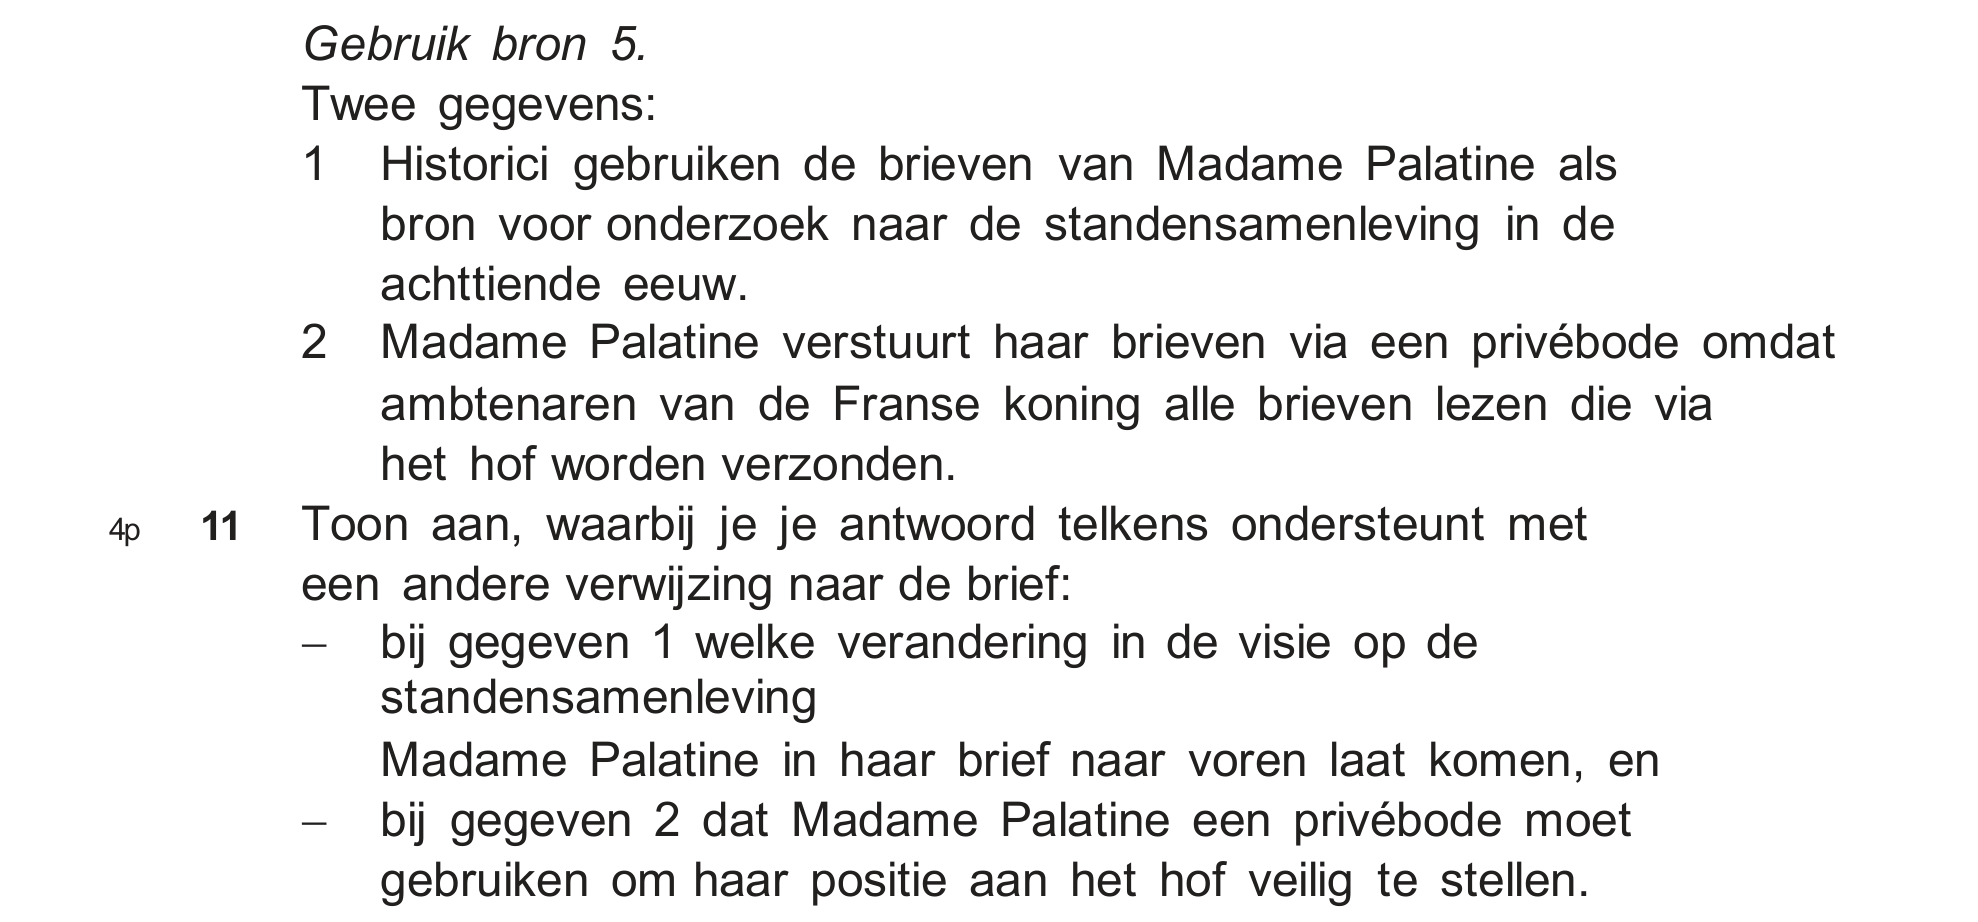 Gebruik bron 5.
Twee gegevens:
1 Historici gebruiken de brieven van Madame Palatine als
bron voor onderzoek naar de standensamenleving in de
achttiende eeuw.
2 Madame Palatine verstuurt haar brieven via een privébode omdat
ambtenaren van de Franse koning alle brieven lezen die via
het hof worden verzonden.
4p 11 Toon aan, waarbij je je antwoord telkens ondersteunt met
een andere verwijzing naar de brief:
– bij gegeven 1 welke verandering in de visie op de
standensamenleving
Madame Palatine in haar brief naar voren laat komen, en
– bij gegeven 2 dat Madame Palatine een privébode moet
gebruiken om haar positie aan het hof veilig te stellen.